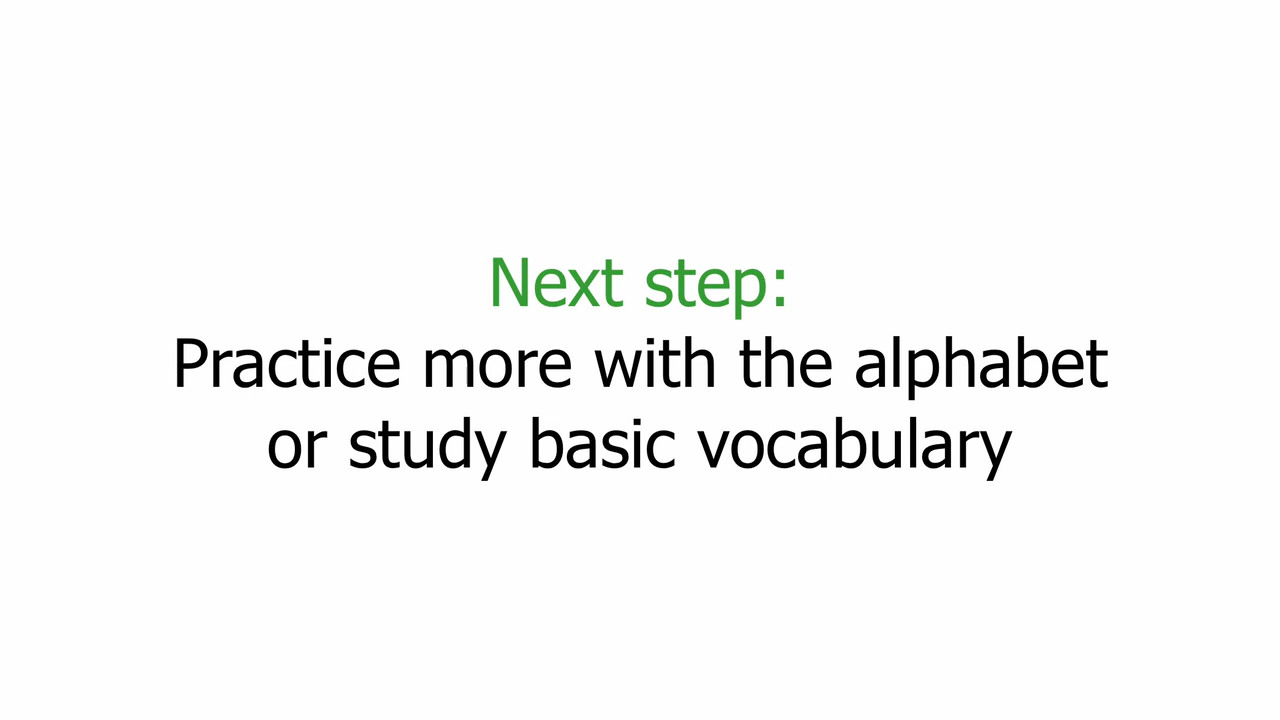 Next step:
Practice more with the alphabet
or study basic vocabulary